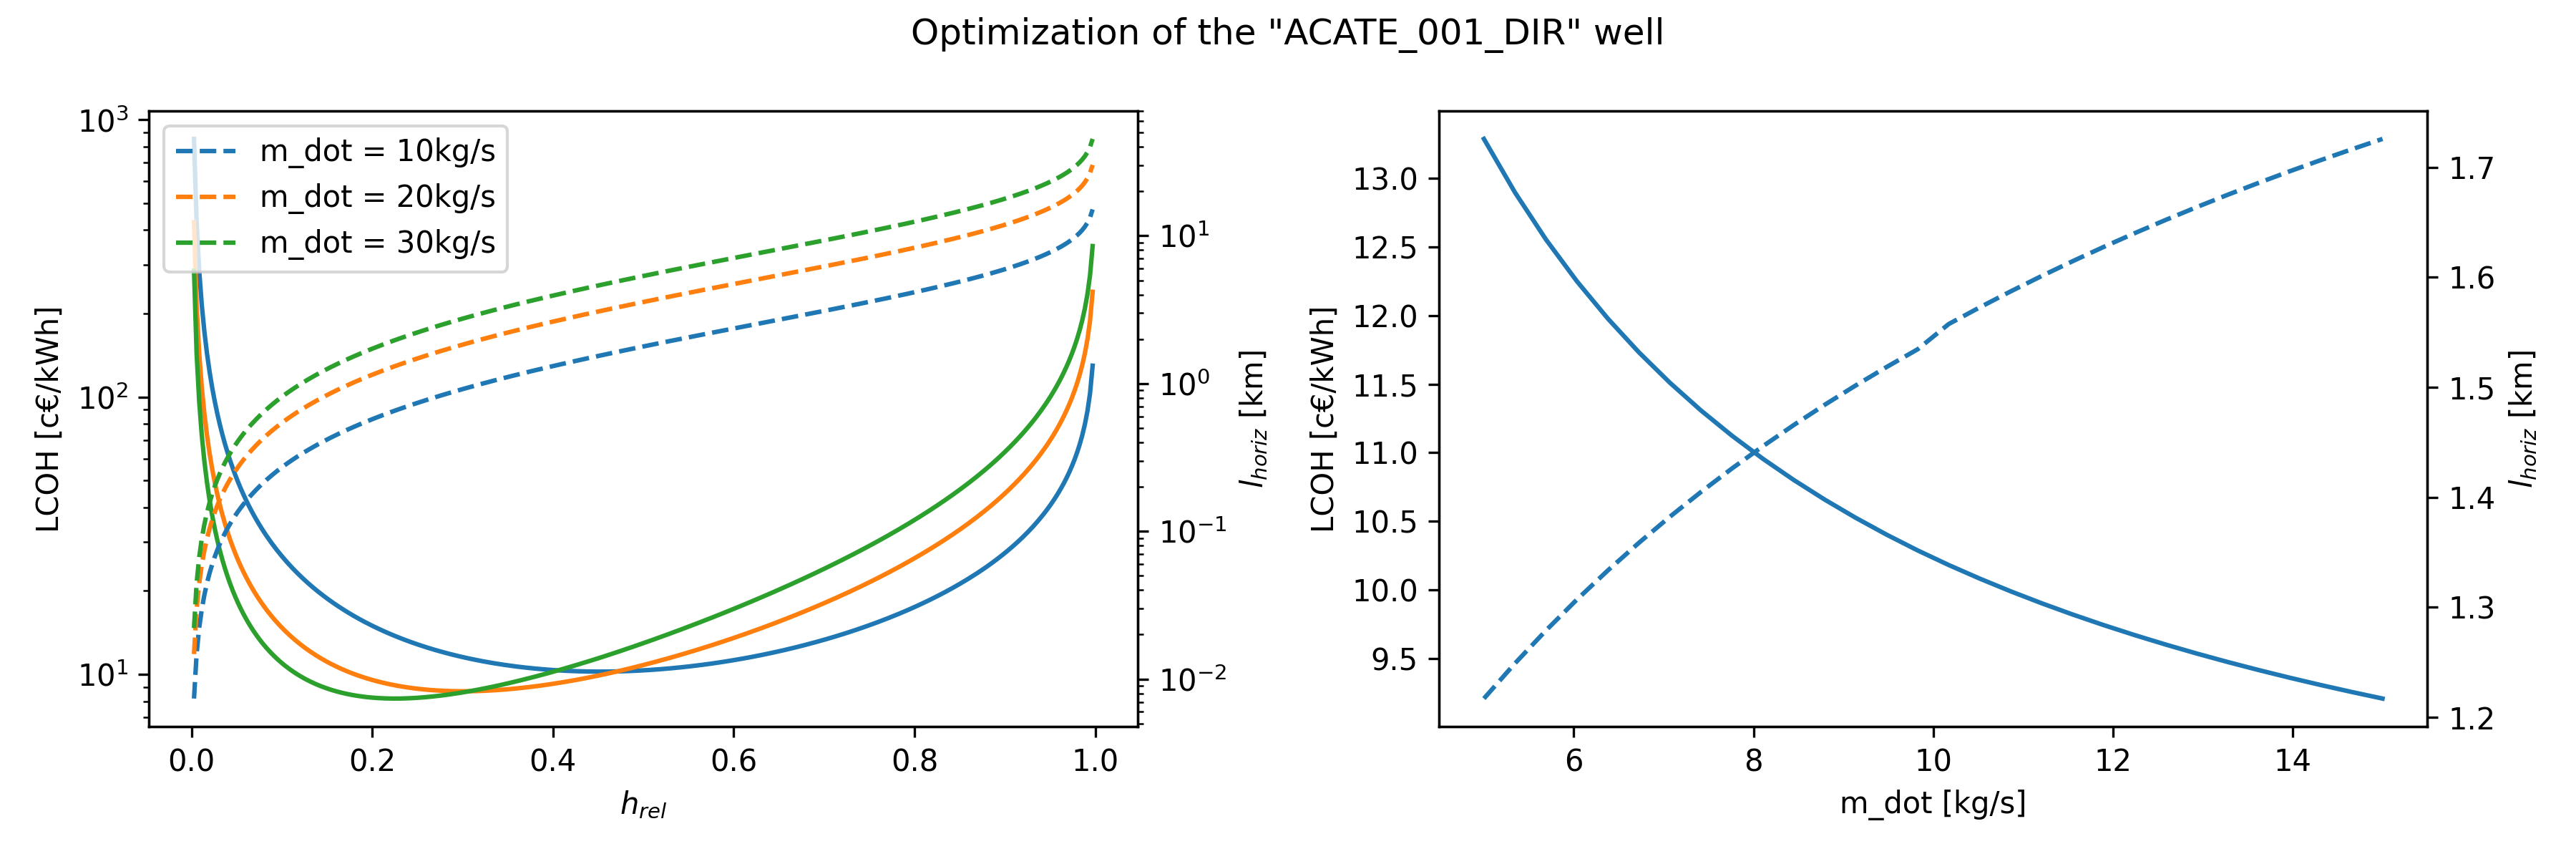 Optimization of the "ACATE_001_DIR" well
10³
10²
10¹
LCOH [c€/kWh]
m_dot = 10kg/s
m_dot = 20kg/s
m_dot = 30kg/s
10¹
10⁰
10⁻¹
10⁻²
l_horiz [km]
0.0 0.2 0.4 0.6 0.8 1.0
h_rel
13.0
12.5
12.0
11.5
11.0
10.5
10.0
9.5
LCOH [c€/kWh]
1.7
1.6
1.5
1.4
1.3
1.2
l_horiz [km]
6 8 10 12 14
m_dot [kg/s]